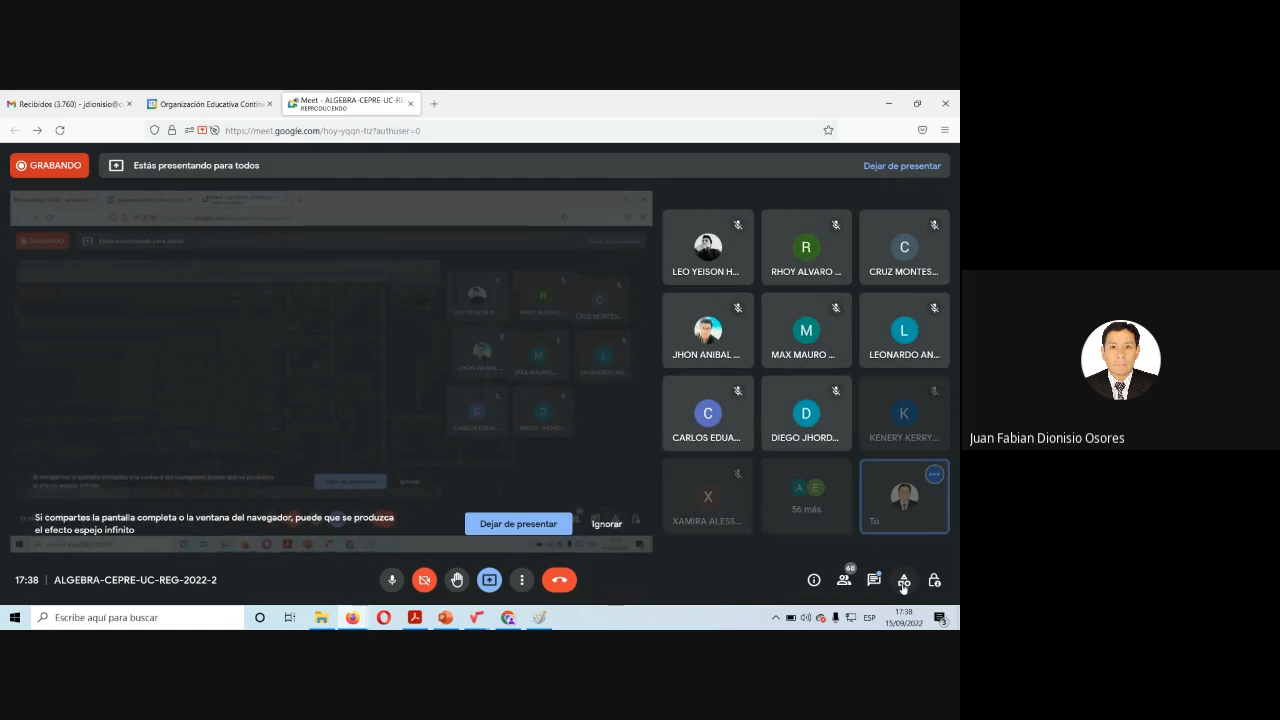 Recibidos (3.760) - jdionisio@c
Organización Educativa Contine
Meet - ALGEBRA-CEPRE-UC-RE
REPRODUCIENDO
https://meet.google.com/hoy-yqqn-tiz?authuser=0
GRABANDO
Estás presentando para todos
Dejar de presentar
LEO YEISON H...
RHOY ALVARO ...
CRUZ MONTES...
JHON ANIBAL ...
MAX MAURO ...
LEONARDO AN...
CARLOS EDUA...
DIEGO JHORD...
KENERY KERRY...
XAMIRA ALESS...
56 más
Tú
R
C
M
L
C
D
K
X
A E
Si compartes la pantalla completa o la ventana del navegador, puede que se produzca
el efecto espejo infinito
Dejar de presentar
Ignorar
17:38
ALGEBRA-CEPRE-UC-REG-2022-2
68
Escribe aquí para buscar
ESP
17:38
15/09/2022
3
Juan Fabian Dionisio Osores